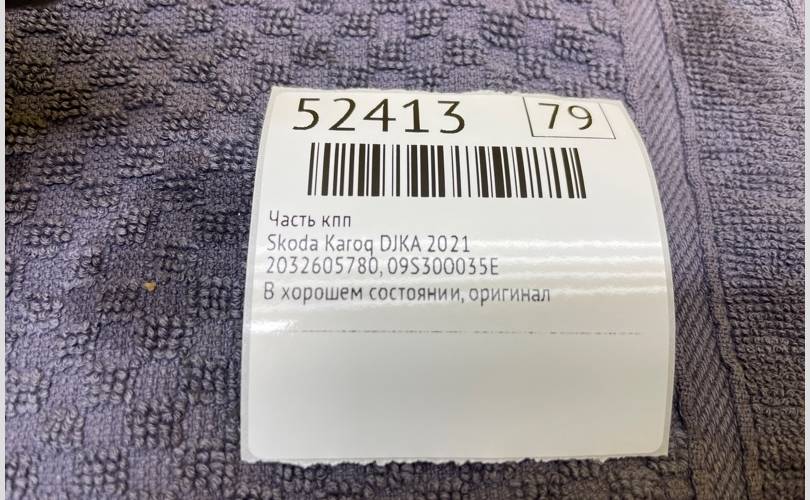 52413 79
Часть кпп
Skoda Karoq DJKA 2021
2032605780, 09S300035E
В хорошем состоянии, оригинал